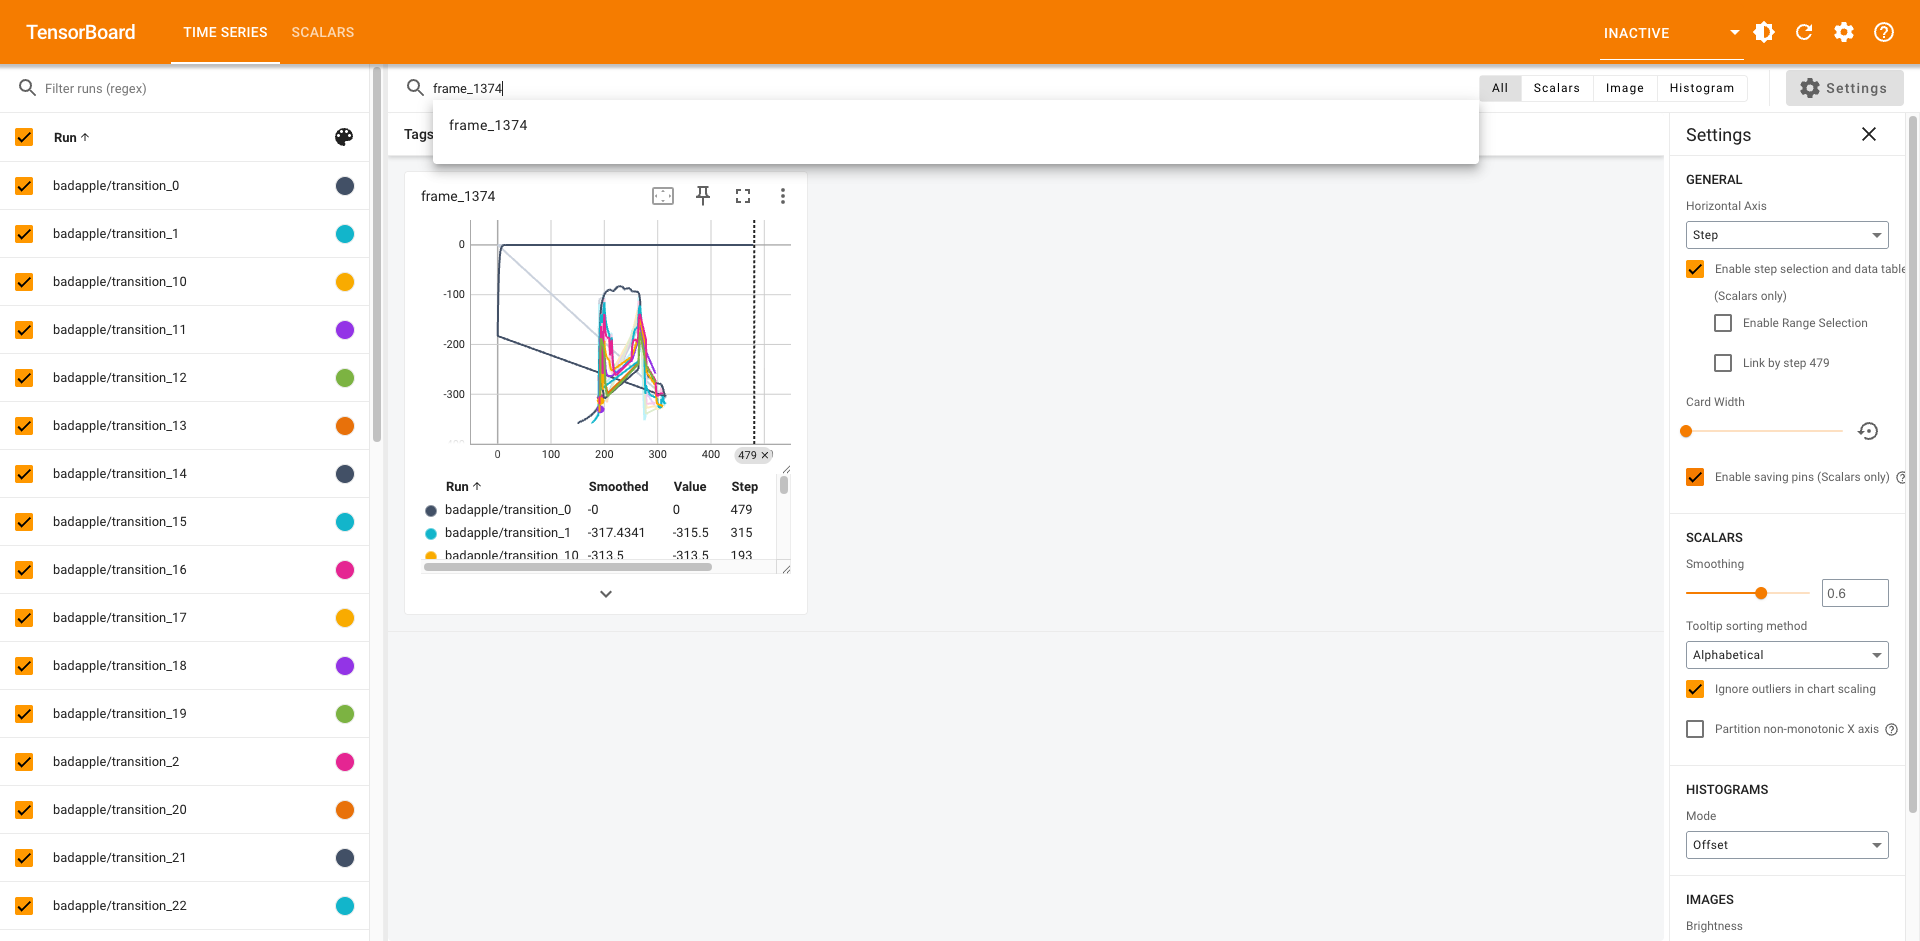 TensorBoard
TIME SERIES
SCALARS
INACTIVE
Filter runs (regex)
frame_1374
All
Scalars
Image
Histogram
Settings
frame_1374
Run
Tags
Settings
badapple/transition_0
badapple/transition_1
badapple/transition_10
badapple/transition_11
badapple/transition_12
badapple/transition_13
badapple/transition_14
badapple/transition_15
badapple/transition_16
badapple/transition_17
badapple/transition_18
badapple/transition_19
badapple/transition_2
badapple/transition_20
badapple/transition_21
badapple/transition_22
frame_1374
0
-100
-200
-300
0 100 200 300 400 479
Run Smoothed Value Step
badapple/transition_0 -0 0 479
badapple/transition_1 -317.4341 -315.5 315
badapple/transition_10 -313.5 -313.5 193
GENERAL
Horizontal Axis
Step
Enable step selection and data table
(Scalars only)
Enable Range Selection
Link by step 479
Card Width
Enable saving pins (Scalars only)
SCALARS
Smoothing
0.6
Tooltip sorting method
Alphabetical
Ignore outliers in chart scaling
Partition non-monotonic X axis
HISTOGRAMS
Mode
Offset
IMAGES
Brightness